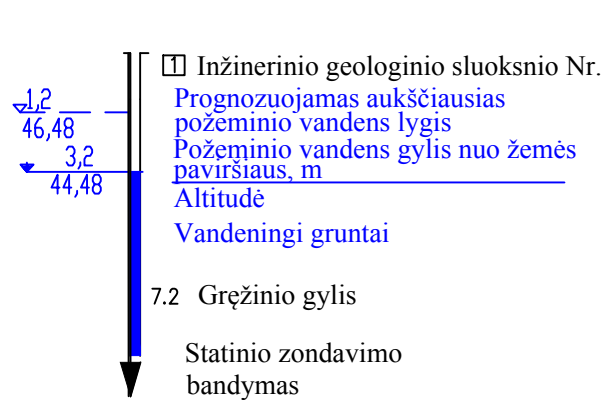 1 Inžinerinio geologinio sluoksnio Nr.
1,2
46,48
Prognozuojamas aukščiausias
požeminio vandens lygis
3,2
44,48
Požeminio vandens gylis nuo žemės
paviršiaus, m
Altitudė
Vandeningi gruntai
7.2 Gręžinio gylis
Statinio zondavimo
bandymas